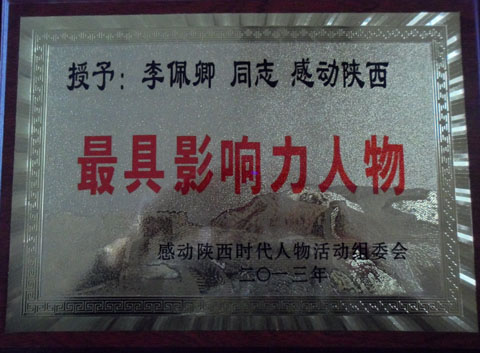 授予：李佩卿 同志 感动陕西
最具影响力人物
感动陕西时代人物活动组委会
二〇一三年